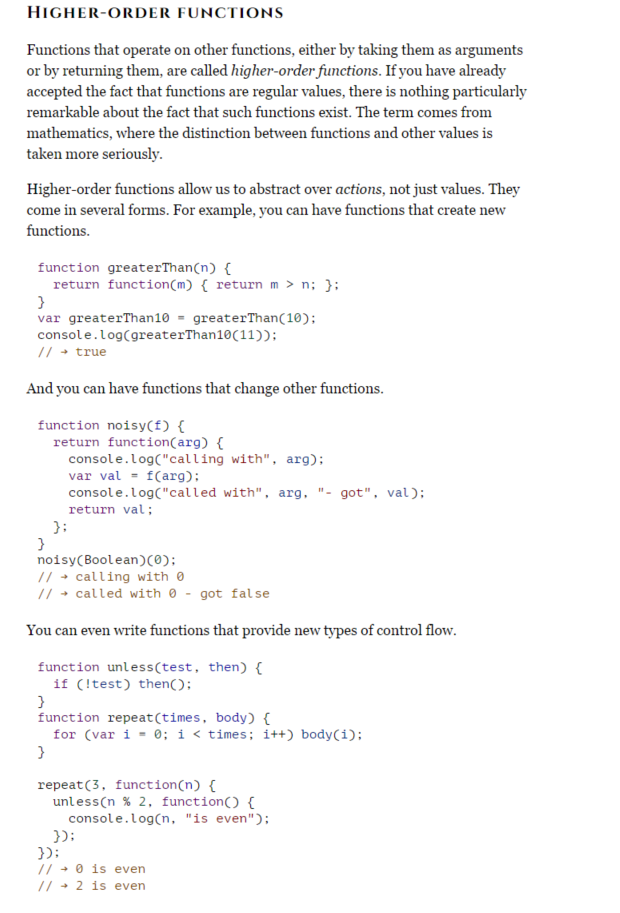 HIGHER-ORDER FUNCTIONS
Functions that operate on other functions, either by taking them as arguments
or by returning them, are called higher-order functions. If you have already
accepted the fact that functions are regular values, there is nothing particularly
remarkable about the fact that such functions exist. The term comes from
mathematics, where the distinction between functions and other values is
taken more seriously.
Higher-order functions allow us to abstract over actions, not just values. They
come in several forms. For example, you can have functions that create new
functions.
function greaterThan(n) {
  return function(m) { return m > n; };
}
var greaterThan10 = greaterThan(10);
console.log(greaterThan10(11));
// → true
And you can have functions that change other functions.
function noisy(f) {
  return function(arg) {
    console.log("calling with", arg);
    var val = f(arg);
    console.log("called with", arg, "- got", val);
    return val;
  };
}
noisy(Boolean)(0);
// → calling with 0
// → called with 0 - got false
You can even write functions that provide new types of control flow.
function unless(test, then) {
  if (!test) then();
}
function repeat(times, body) {
  for (var i = 0; i < times; i++) body(i);
}
repeat(3, function(n) {
  unless(n % 2, function() {
    console.log(n, "is even");
  });
});
// → 0 is even
// → 2 is even